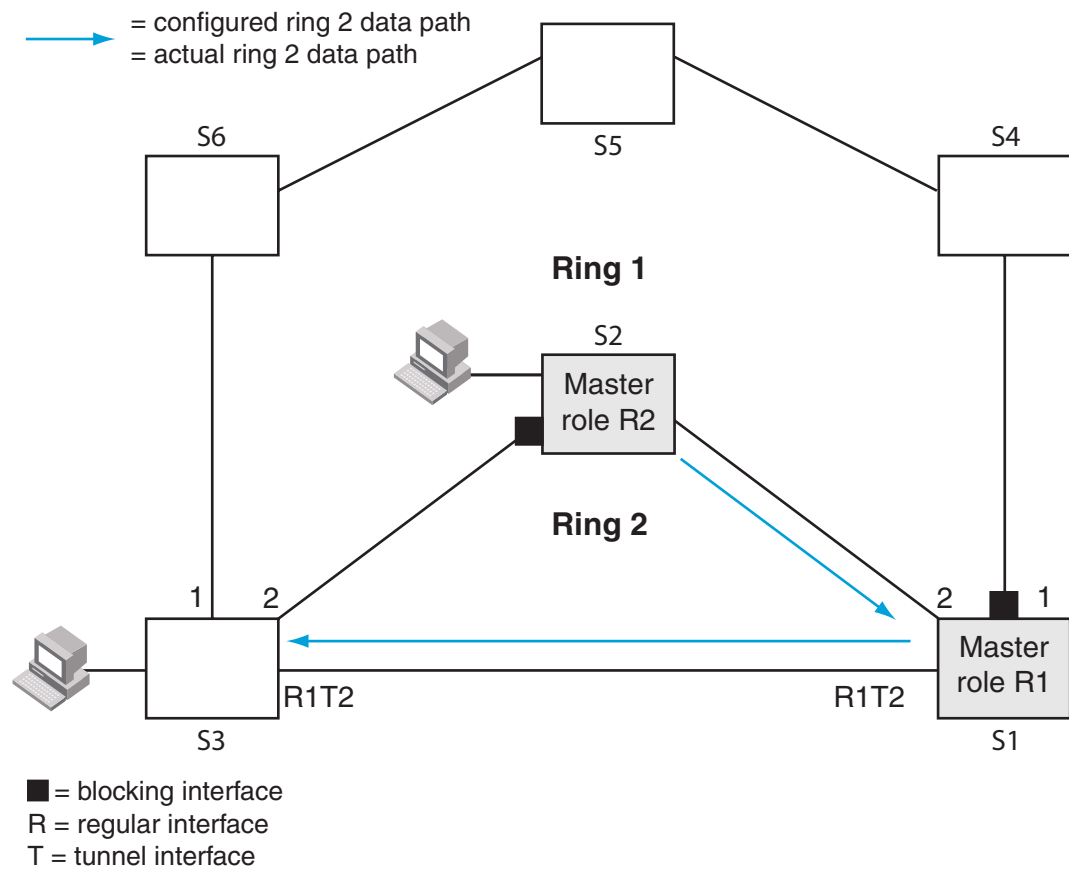 = configured ring 2 data path
= actual ring 2 data path
S6
S5
S4
Ring 1
S2
Master
role R2
Ring 2
1
2
2
1
Master
role R1
R1T2
R1T2
S3
S1
= blocking interface
R = regular interface
T = tunnel interface